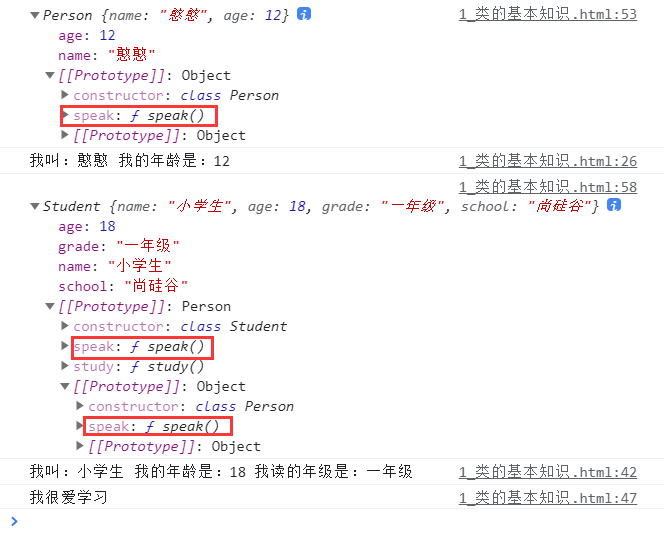 Person {name: "憨憨", age: 12} 1_类的基本知识.html:53
age: 12
name: "憨憨"
[[Prototype]]: Object
constructor: class Person
speak: ƒ speak()
[[Prototype]]: Object
我叫：憨憨 我的年龄是：12 1_类的基本知识.html:26
1_类的基本知识.html:58
Student {name: "小学生", age: 18, grade: "一年级", school: "尚硅谷"}
age: 18
grade: "一年级"
name: "小学生"
school: "尚硅谷"
[[Prototype]]: Person
constructor: class Student
speak: ƒ speak()
study: ƒ study()
[[Prototype]]: Object
constructor: class Person
speak: ƒ speak()
[[Prototype]]: Object
我叫：小学生 我的年龄是：18 我读的年级是：一年级 1_类的基本知识.html:42
我很爱学习 1_类的基本知识.html:47